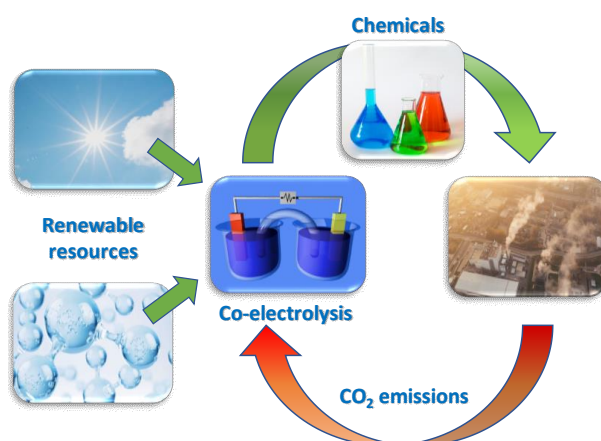 Chemicals
Renewable
resources
Co-electrolysis
CO₂ emissions